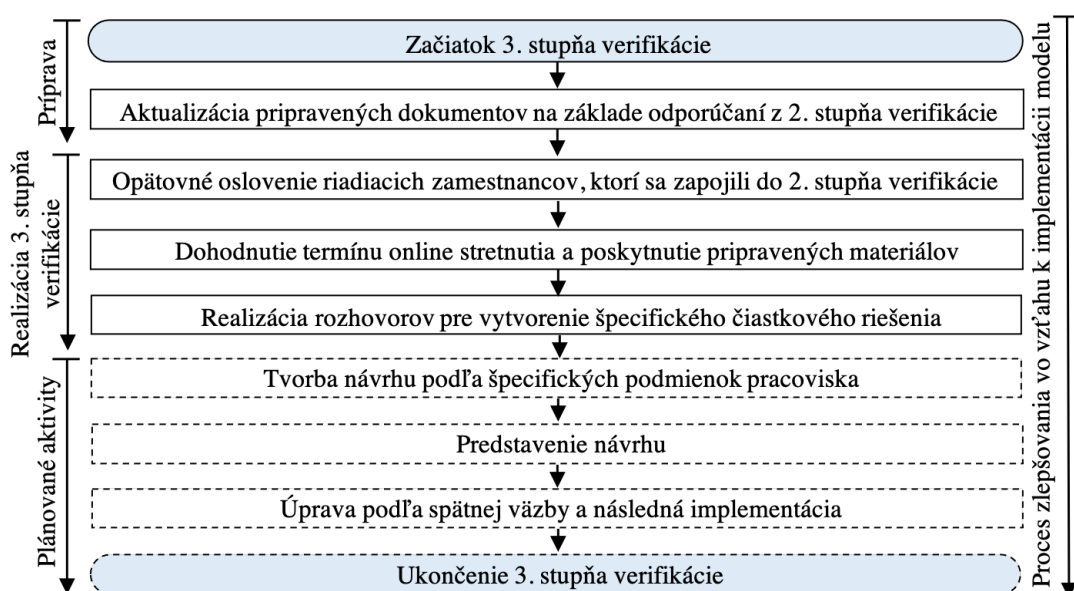 Začiatok 3. stupňa verifikácie
Príprava
Aktualizácia pripravených dokumentov na základe odporúčaní z 2. stupňa verifikácie
Realizácia 3. stupňa
verifikácie
Opätovné oslovenie riadiacich zamestnancov, ktorí sa zapojili do 2. stupňa verifikácie
Dohodnutie termínu online stretnutia a poskytnutie pripravených materiálov
Realizácia rozhovorov pre vytvorenie špecifického čiastkového riešenia
Plánované aktivity
Tvorba návrhu podľa špecifických podmienok pracoviska
Predstavenie návrhu
Úprava podľa spätnej väzby a následná implementácia
Ukončenie 3. stupňa verifikácie
Proces zlepšovania vo vzťahu k implementácii modelu